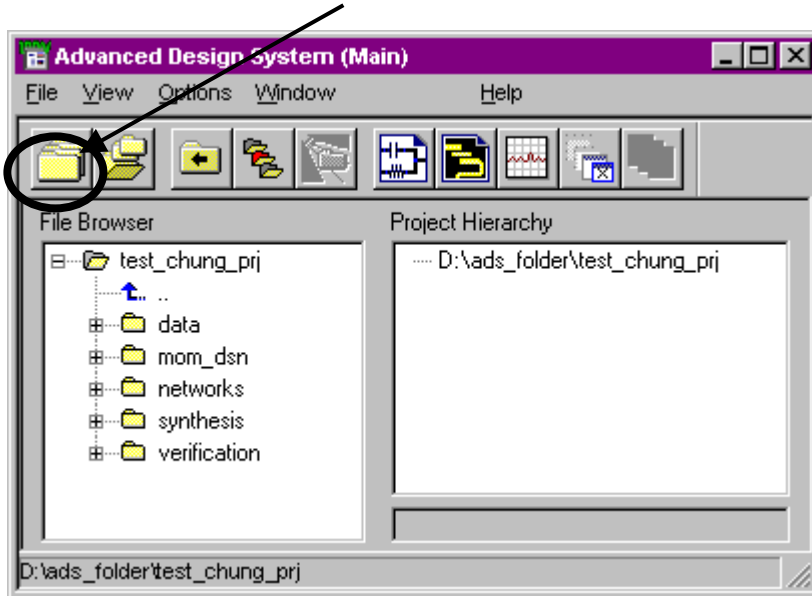 Advanced Design System (Main)
File View Options Window Help
File Browser
Project Hierarchy
test_chung_prj
..
data
mom_dsn
networks
synthesis
verification
D:\ads_folder\test_chung_prj
D:\ads_folder\test_chung_prj